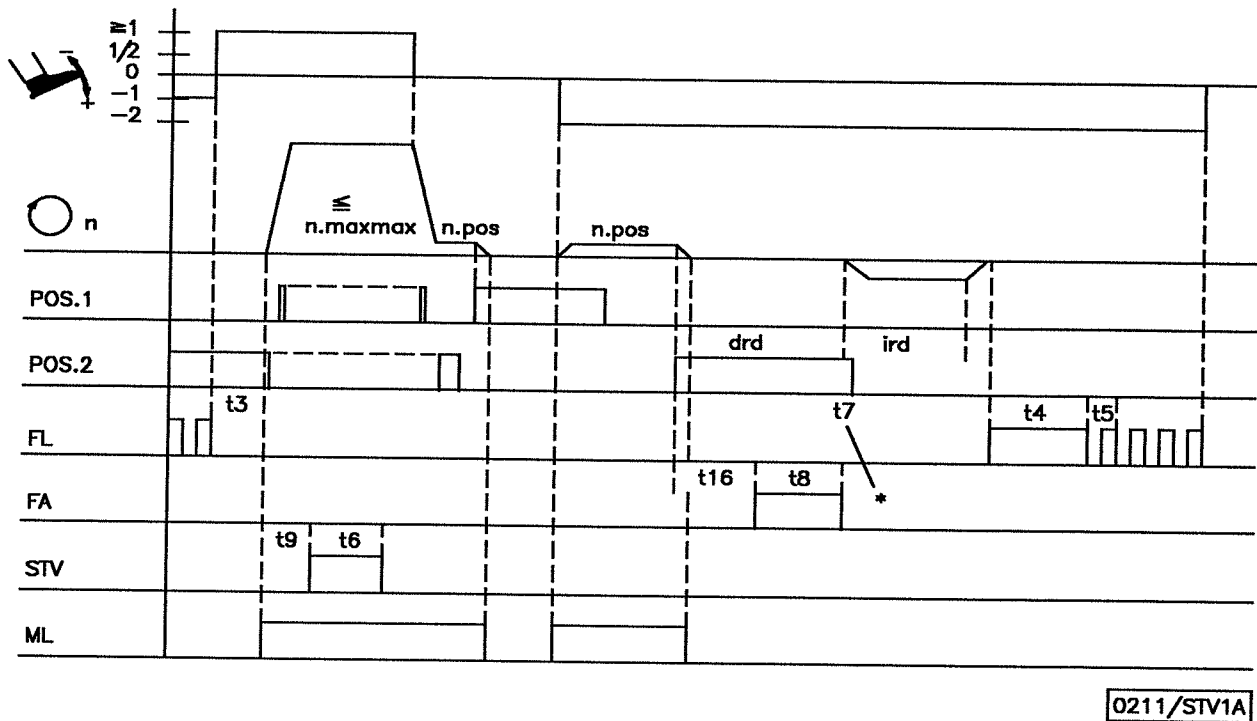 ≧1
1/2
0
−1
−2
−
+
n
≦
n.maxmax
n.pos
n.pos
POS.1
POS.2
drd
ird
t3
t7
t4
t5
FL
t16
t8
FA
*
t9
t6
STV
ML
0211/STV1A